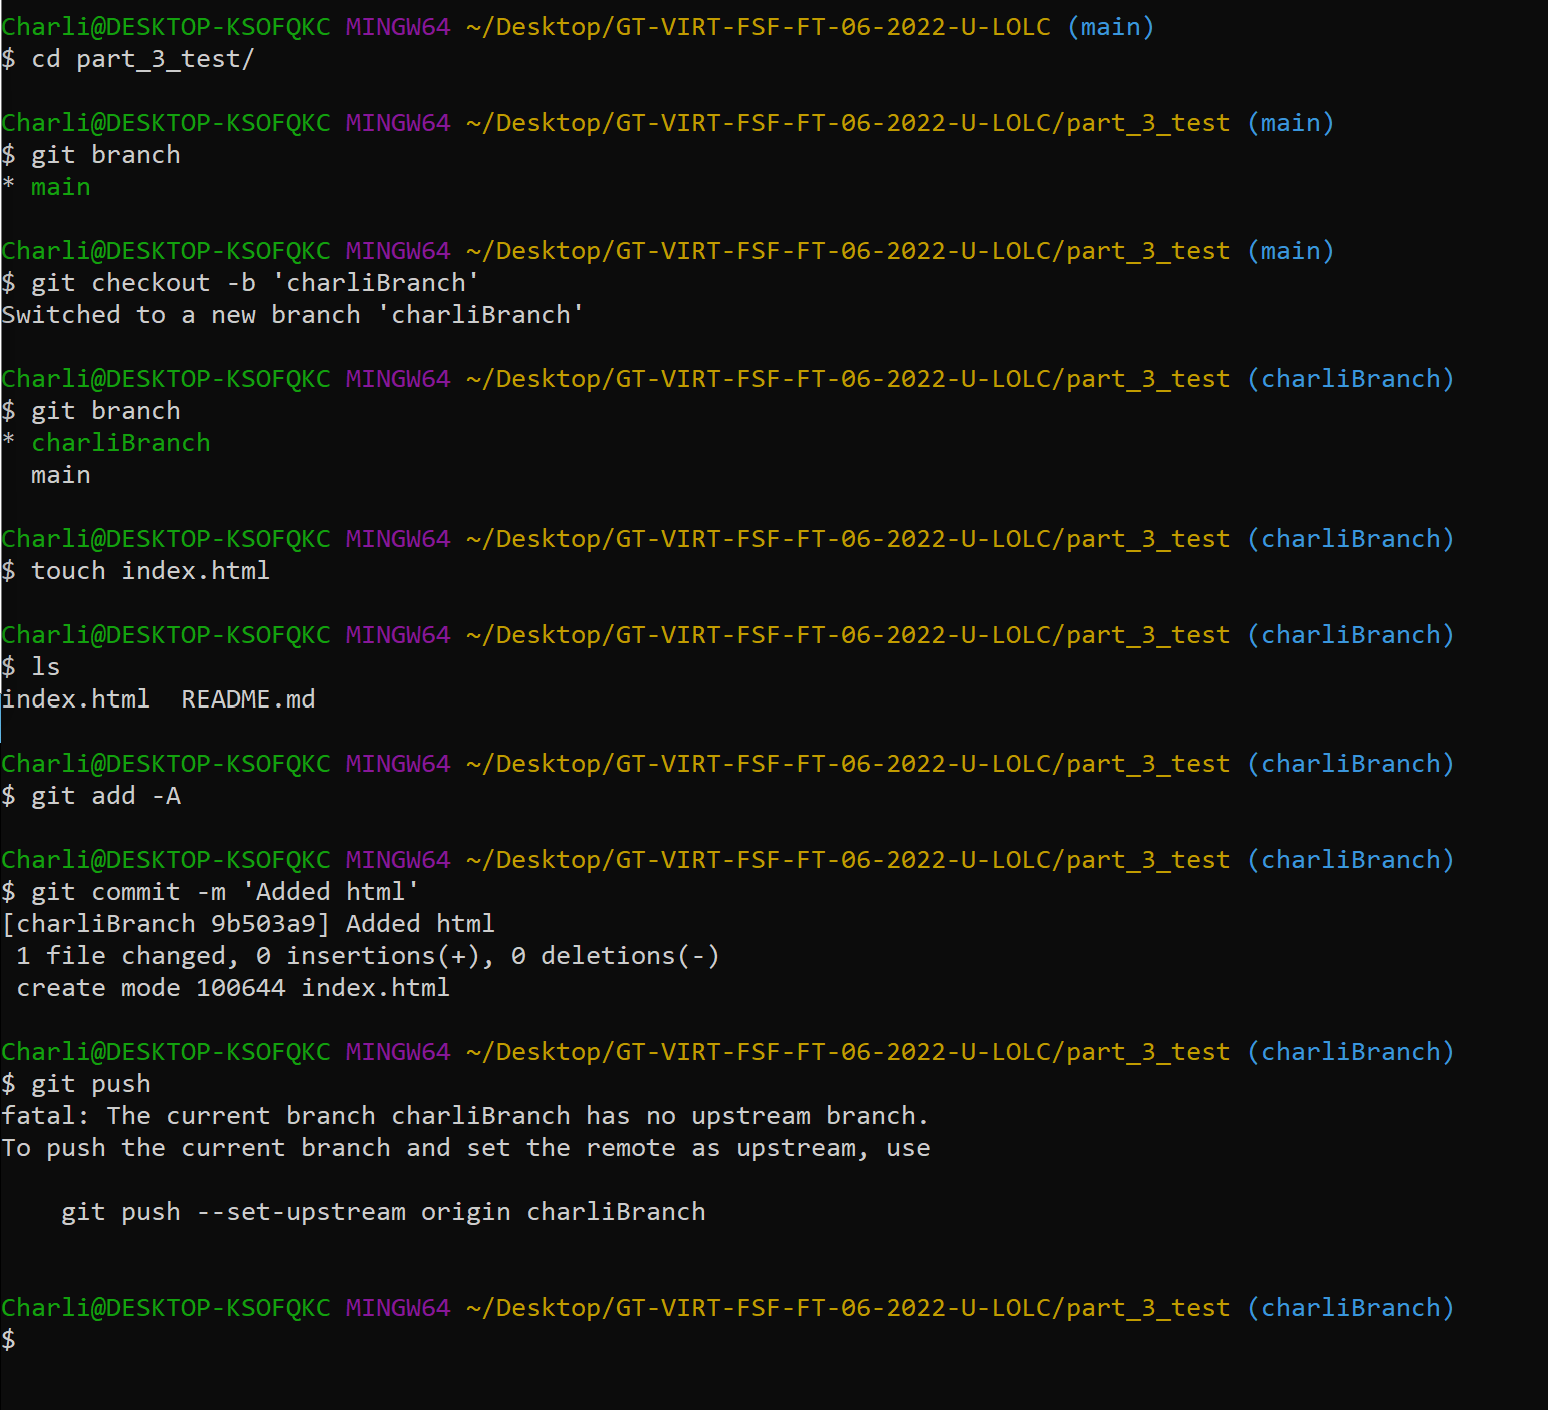 Charli@DESKTOP-KSOFQKC MINGW64 ~/Desktop/GT-VIRT-FSF-FT-06-2022-U-LOLC (main)
$ cd part_3_test/
Charli@DESKTOP-KSOFQKC MINGW64 ~/Desktop/GT-VIRT-FSF-FT-06-2022-U-LOLC/part_3_test (main)
$ git branch
* main
Charli@DESKTOP-KSOFQKC MINGW64 ~/Desktop/GT-VIRT-FSF-FT-06-2022-U-LOLC/part_3_test (main)
$ git checkout -b 'charliBranch'
Switched to a new branch 'charliBranch'
Charli@DESKTOP-KSOFQKC MINGW64 ~/Desktop/GT-VIRT-FSF-FT-06-2022-U-LOLC/part_3_test (charliBranch)
$ git branch
* charliBranch
  main
Charli@DESKTOP-KSOFQKC MINGW64 ~/Desktop/GT-VIRT-FSF-FT-06-2022-U-LOLC/part_3_test (charliBranch)
$ touch index.html
Charli@DESKTOP-KSOFQKC MINGW64 ~/Desktop/GT-VIRT-FSF-FT-06-2022-U-LOLC/part_3_test (charliBranch)
$ ls
index.html  README.md
Charli@DESKTOP-KSOFQKC MINGW64 ~/Desktop/GT-VIRT-FSF-FT-06-2022-U-LOLC/part_3_test (charliBranch)
$ git add -A
Charli@DESKTOP-KSOFQKC MINGW64 ~/Desktop/GT-VIRT-FSF-FT-06-2022-U-LOLC/part_3_test (charliBranch)
$ git commit -m 'Added html'
[charliBranch 9b503a9] Added html
 1 file changed, 0 insertions(+), 0 deletions(-)
 create mode 100644 index.html
Charli@DESKTOP-KSOFQKC MINGW64 ~/Desktop/GT-VIRT-FSF-FT-06-2022-U-LOLC/part_3_test (charliBranch)
$ git push
fatal: The current branch charliBranch has no upstream branch.
To push the current branch and set the remote as upstream, use
    git push --set-upstream origin charliBranch
Charli@DESKTOP-KSOFQKC MINGW64 ~/Desktop/GT-VIRT-FSF-FT-06-2022-U-LOLC/part_3_test (charliBranch)
$